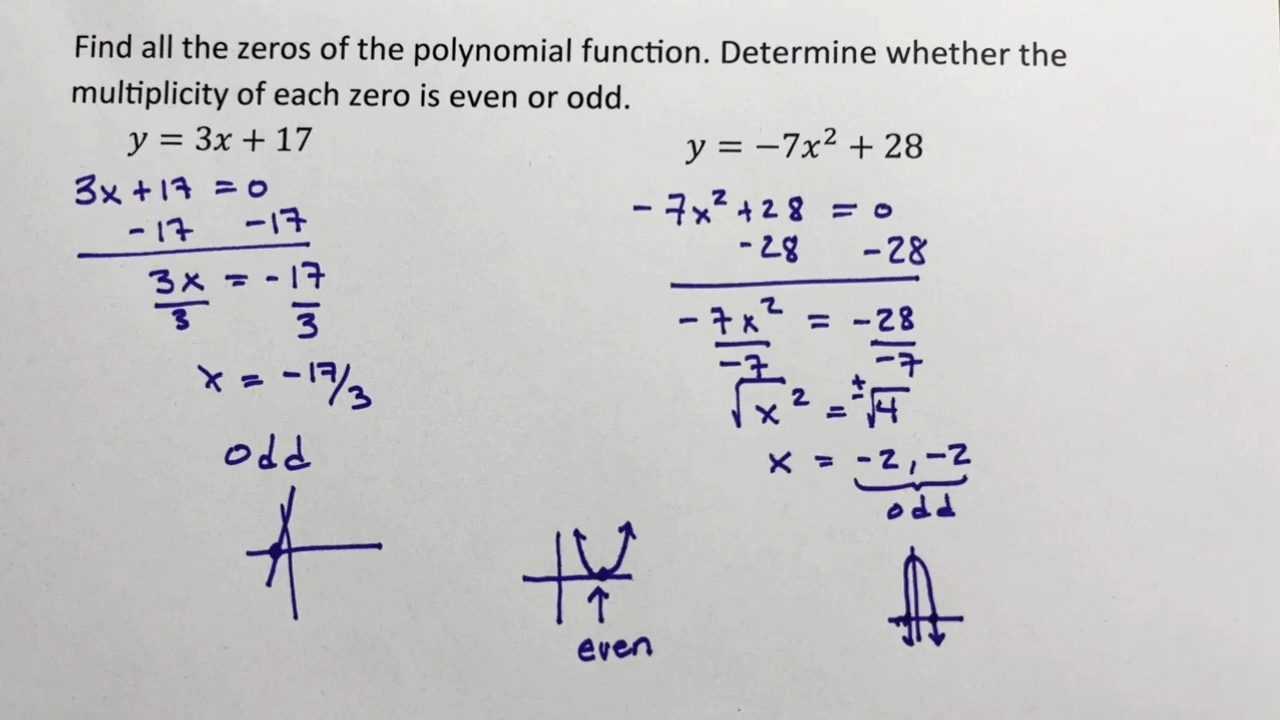 Find all the zeros of the polynomial function. Determine whether the
multiplicity of each zero is even or odd.
y = 3x + 17
3x + 17 = 0
-17 -17
3x = -17
3 3
x = -17/3
odd
y = −7x² + 28
-7x² + 28 = 0
-28 -28
-7x² = -28
-7 -7
√x² = ±√4
x = -2, -2
odd
even